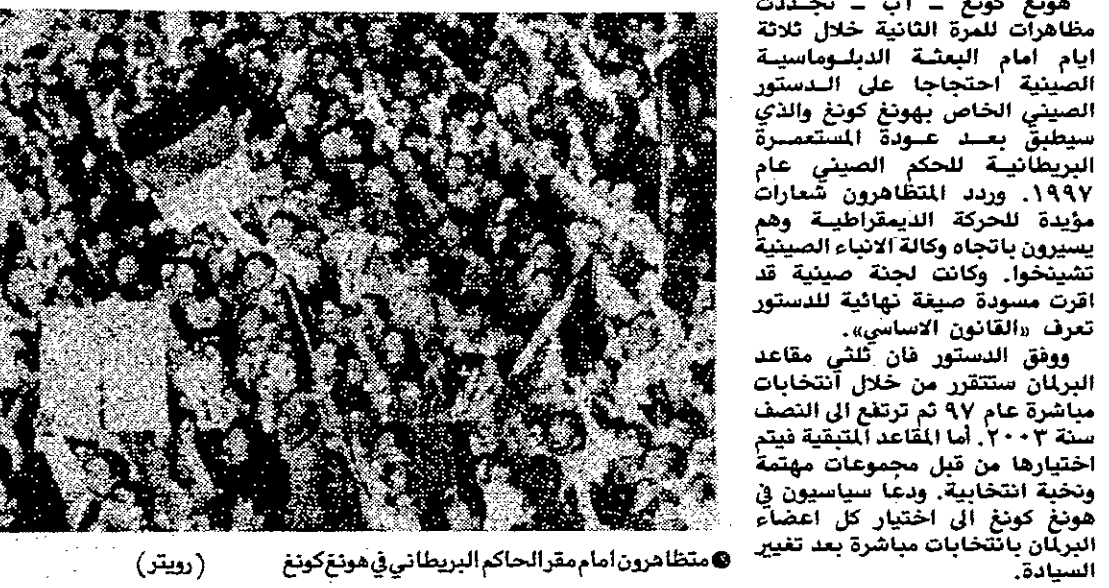 هونغ كونغ - اب - تجددت
مظاهرات للمرة الثانية خلال ثلاثة
ايام امام البعثة الدبلوماسية
الصينية احتجاجا على الدستور
الصيني الخاص بهونغ كونغ والذي
سيطبق بعد عودة المستعمرة
البريطانية للحكم الصيني عام
١٩٩٧. وردد المتظاهرون شعارات
مؤيدة للحركة الديمقراطية وهم
يسيرون باتجاه وكالة الانباء الصينية
تشينخوا. وكانت لجنة صينية قد
اقرت مسودة صيغة نهائية للدستور
تعرف «القانون الاساسي».
ووفق الدستور فان ثلثي مقاعد
البرلمان ستتقرر من خلال انتخابات
مباشرة عام ٩٧ ثم ترتفع الى النصف
سنة ٢٠٠٣. أما المقاعد المتبقية فيتم
اختيارها من قبل مجموعات مهتمة
ونخبة انتخابية. ودعا سياسيون في
هونغ كونغ الى اختيار كل اعضاء
البرلمان بانتخابات مباشرة بعد تغيير
السيادة.
متظاهرون امام مقر الحاكم البريطاني في هونغ كونغ (رويتر)